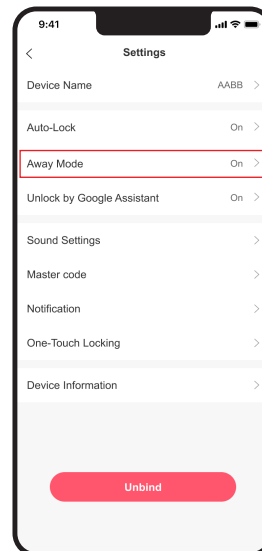 9:41
Settings
Device Name AABB
Auto-Lock On
Away Mode On
Unlock by Google Assistant On
Sound Settings
Master code
Notification
One-Touch Locking
Device Information
Unbind